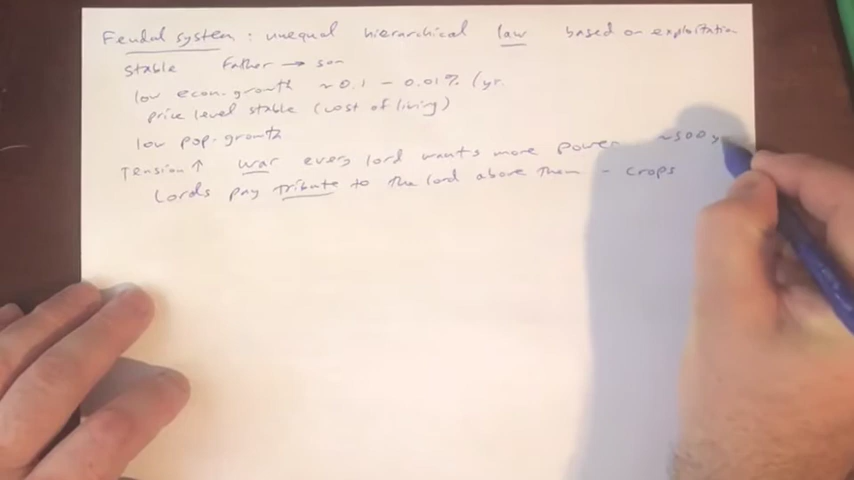 Feudal system : unequal hierarchical law based on exploitation
stable Father → son
low econ. growth ~0.1 - 0.01% /yr.
price level stable (cost of living)
low pop. growth
Tension ↑ war every lord wants more power ~500 y
Lords pay tribute to the lord above them - crops